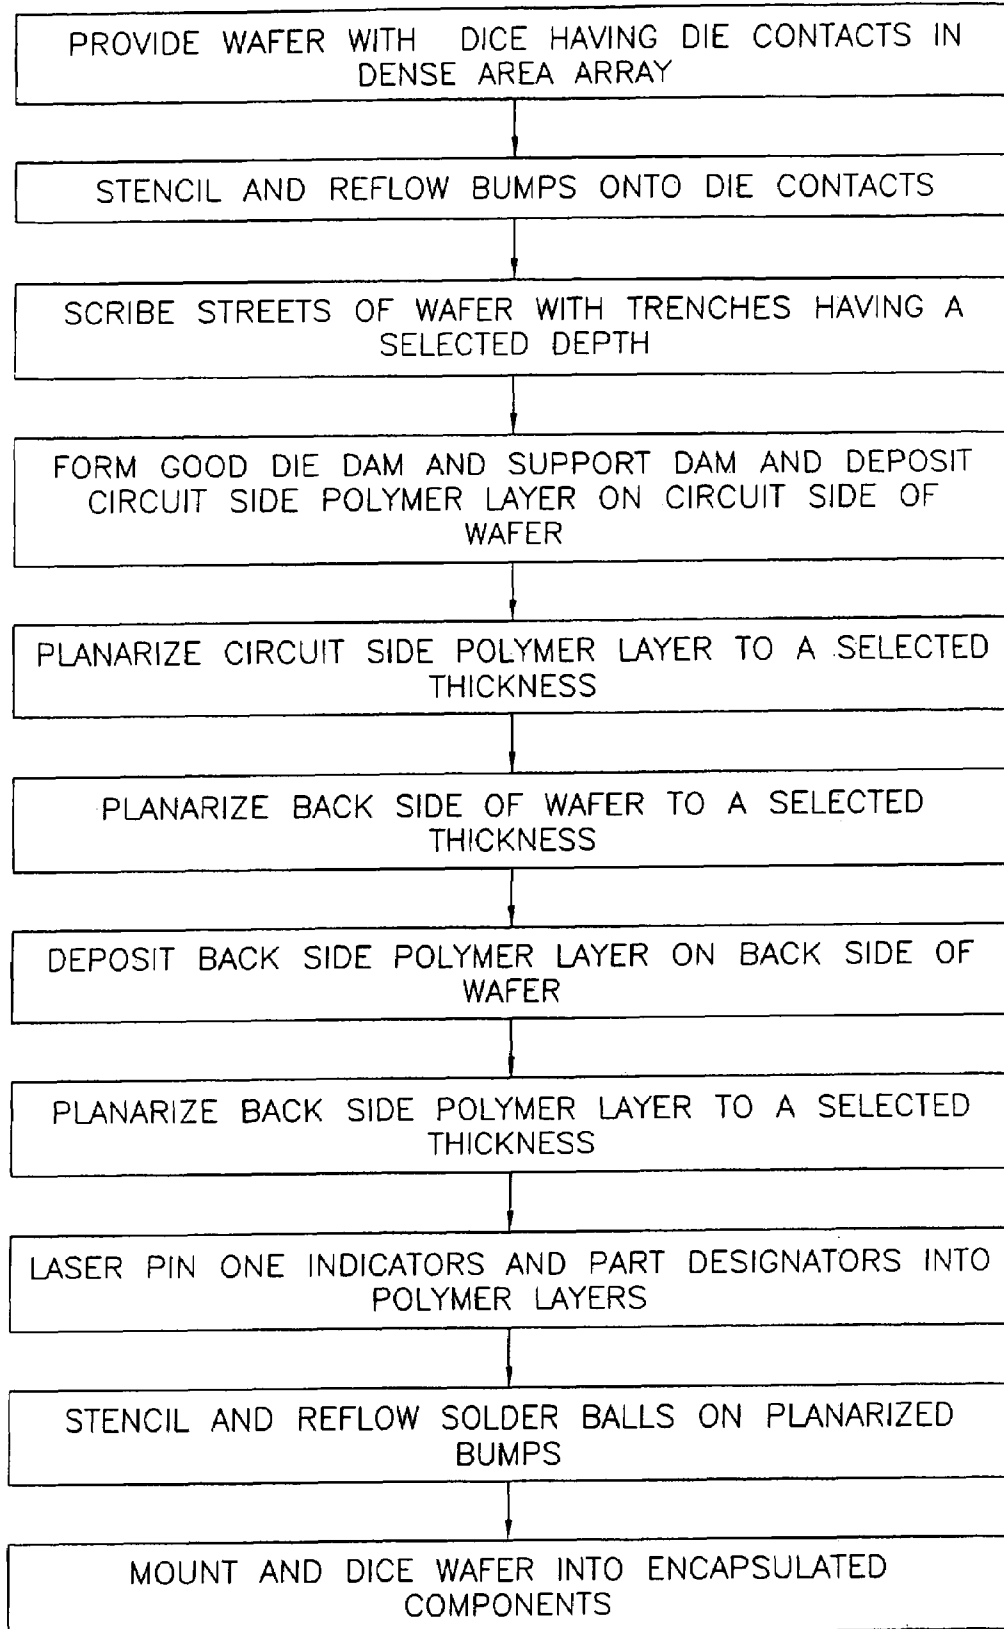 PROVIDE WAFER WITH DICE HAVING DIE CONTACTS IN
DENSE AREA ARRAY
STENCIL AND REFLOW BUMPS ONTO DIE CONTACTS
SCRIBE STREETS OF WAFER WITH TRENCHES HAVING A
SELECTED DEPTH
FORM GOOD DIE DAM AND SUPPORT DAM AND DEPOSIT
CIRCUIT SIDE POLYMER LAYER ON CIRCUIT SIDE OF
WAFER
PLANARIZE CIRCUIT SIDE POLYMER LAYER TO A SELECTED
THICKNESS
PLANARIZE BACK SIDE OF WAFER TO A SELECTED
THICKNESS
DEPOSIT BACK SIDE POLYMER LAYER ON BACK SIDE OF
WAFER
PLANARIZE BACK SIDE POLYMER LAYER TO A SELECTED
THICKNESS
LASER PIN ONE INDICATORS AND PART DESIGNATORS INTO
POLYMER LAYERS
STENCIL AND REFLOW SOLDER BALLS ON PLANARIZED
BUMPS
MOUNT AND DICE WAFER INTO ENCAPSULATED
COMPONENTS